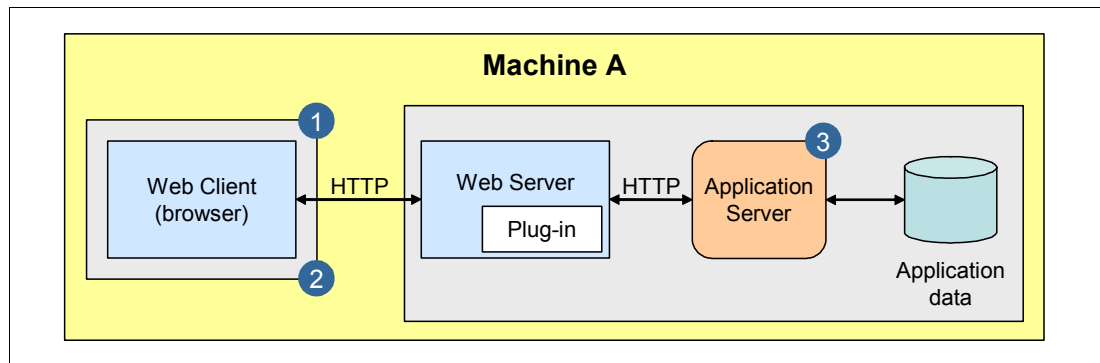 Machine A
1
Web Client
(browser)
2
HTTP
Web Server
Plug-in
HTTP
3
Application
Server
Application
data